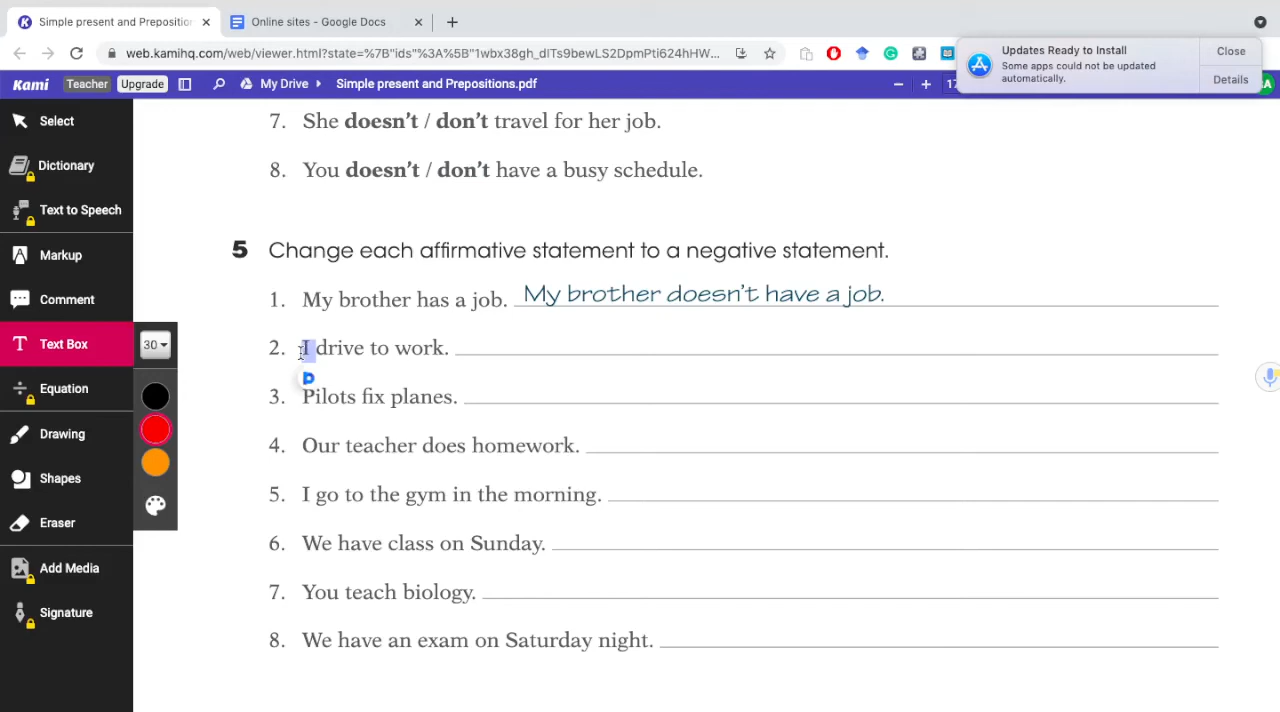 Simple present and Preposition
Online sites - Google Docs
web.kamihq.com/web/viewer.html?state=%7B"ids"%3A%5B"1wbx38gh_dITs9bewLS2DpmPti624hHW...
Updates Ready to Install
Some apps could not be updated
automatically.
Close
Details
Kami
Teacher
Upgrade
My Drive
Simple present and Prepositions.pdf
Select
Dictionary
Text to Speech
Markup
Comment
Text Box
Equation
Drawing
Shapes
Eraser
Add Media
Signature
30
7. She doesn't / don't travel for her job.
8. You doesn't / don't have a busy schedule.
5 Change each affirmative statement to a negative statement.
1. My brother has a job. My brother doesn't have a job.
2. I drive to work.
3. Pilots fix planes.
4. Our teacher does homework.
5. I go to the gym in the morning.
6. We have class on Sunday.
7. You teach biology.
8. We have an exam on Saturday night.